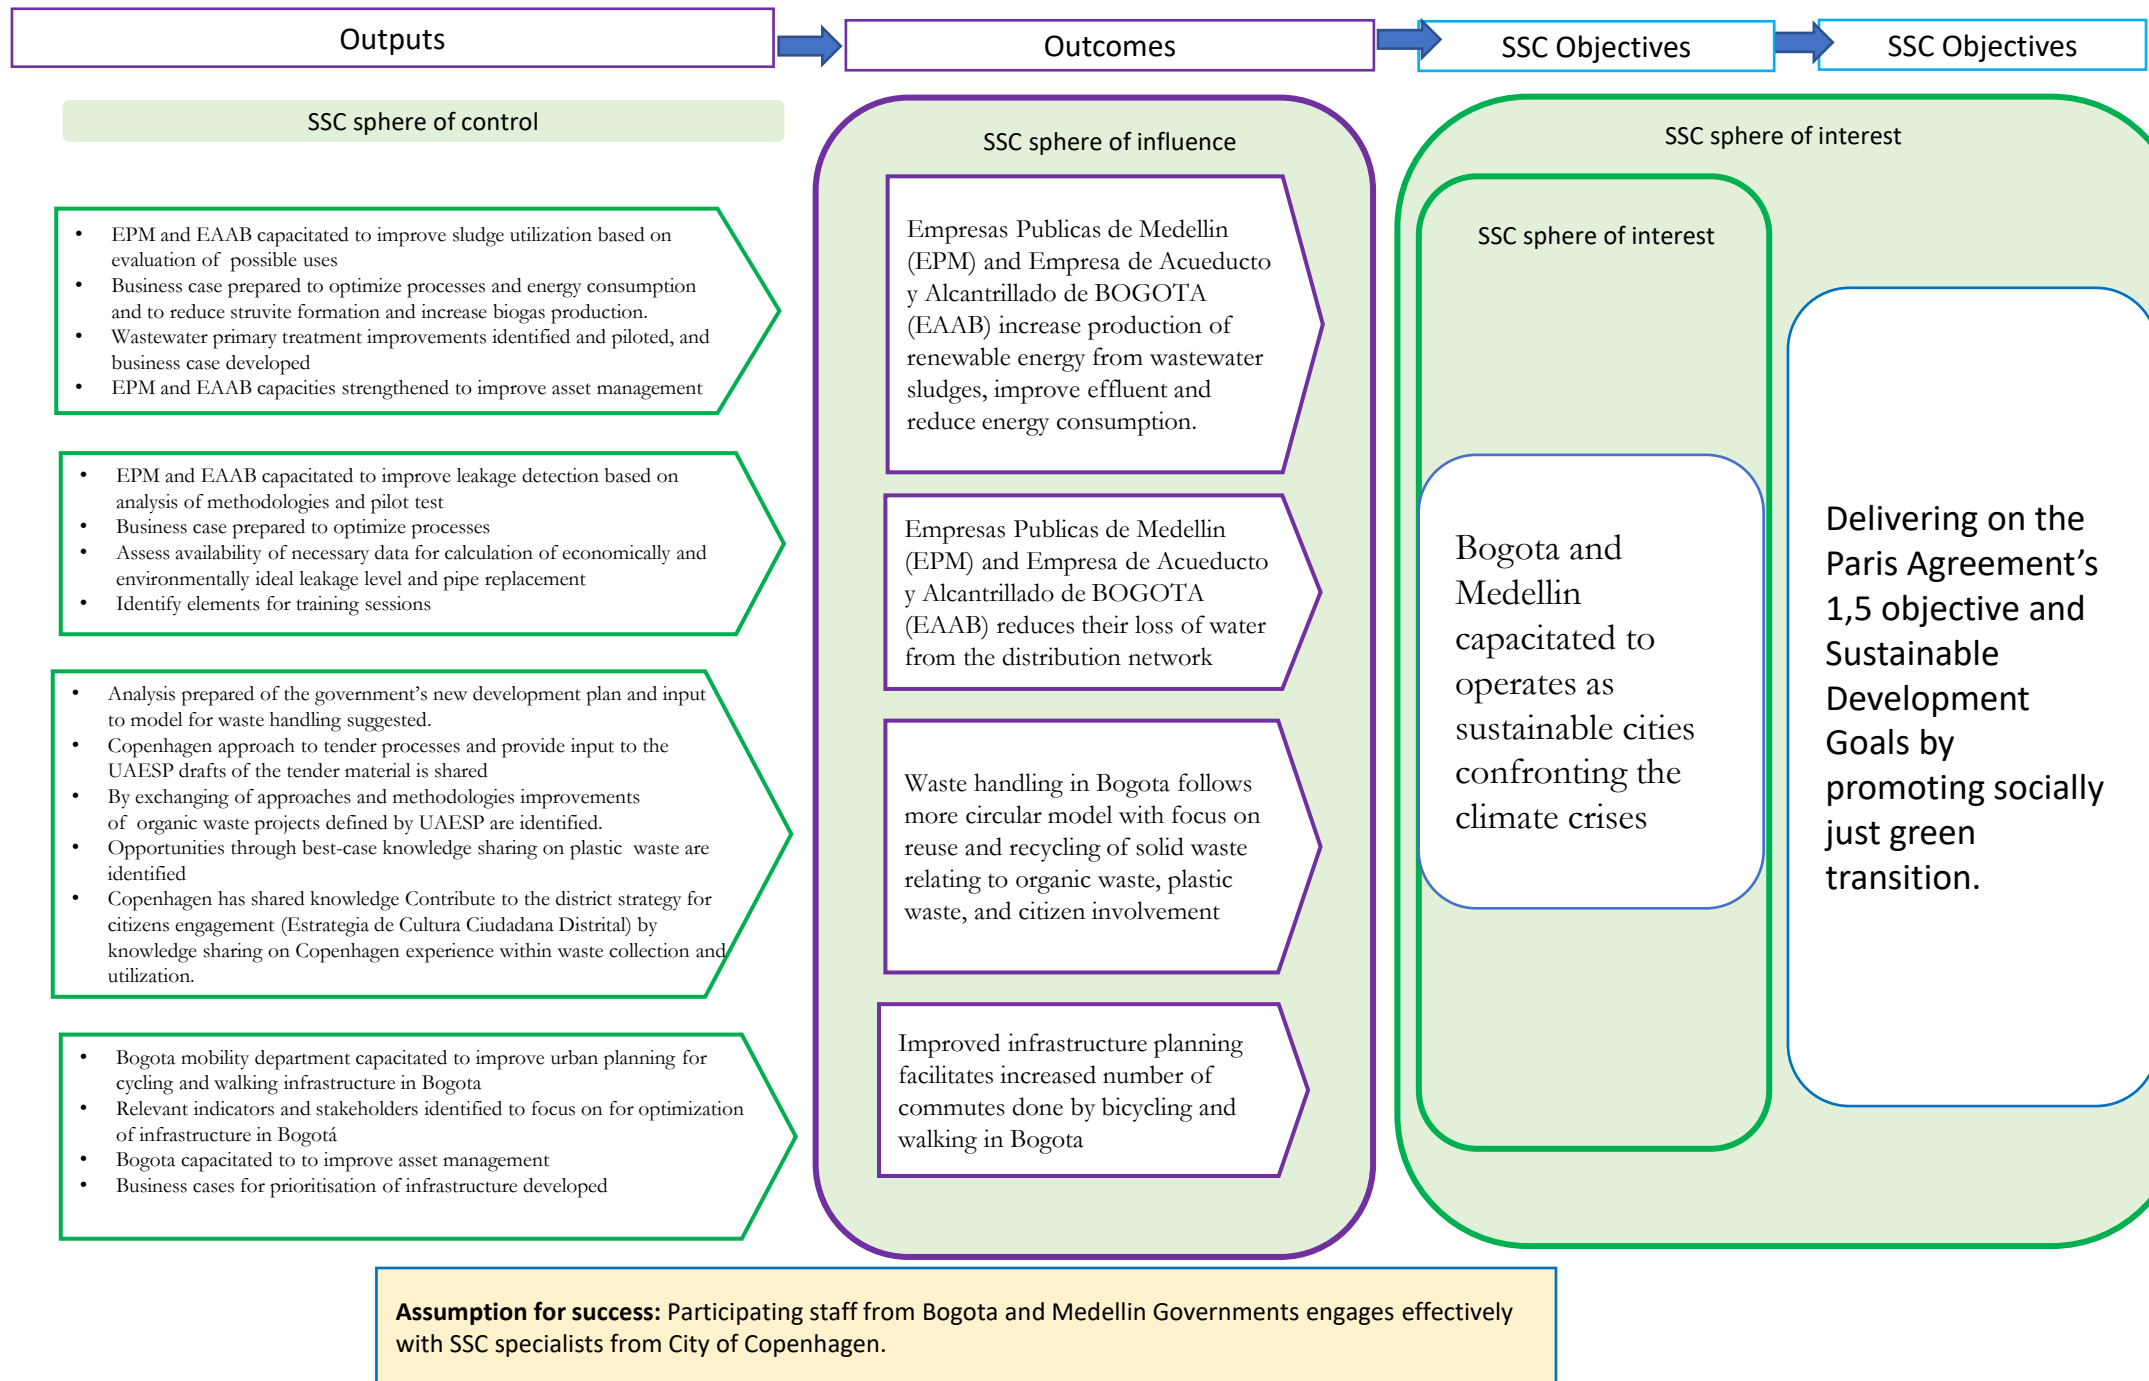 Outputs
Outcomes
SSC Objectives
SSC Objectives
SSC sphere of control
• EPM and EAAB capacitated to improve sludge utilization based on
evaluation of possible uses
• Business case prepared to optimize processes and energy consumption
and to reduce struvite formation and increase biogas production.
• Wastewater primary treatment improvements identified and piloted, and
business case developed
• EPM and EAAB capacities strengthened to improve asset management
• EPM and EAAB capacitated to improve leakage detection based on
analysis of methodologies and pilot test
• Business case prepared to optimize processes
• Assess availability of necessary data for calculation of economically and
environmentally ideal leakage level and pipe replacement
• Identify elements for training sessions
• Analysis prepared of the government's new development plan and input
to model for waste handling suggested.
• Copenhagen approach to tender processes and provide input to the
UAESP drafts of the tender material is shared
• By exchanging of approaches and methodologies improvements
of organic waste projects defined by UAESP are identified.
• Opportunities through best-case knowledge sharing on plastic waste are
identified
• Copenhagen has shared knowledge Contribute to the district strategy for
citizens engagement (Estrategia de Cultura Ciudadana Distrital) by
knowledge sharing on Copenhagen experience within waste collection and
utilization.
• Bogota mobility department capacitated to improve urban planning for
cycling and walking infrastructure in Bogota
• Relevant indicators and stakeholders identified to focus on for optimization
of infrastructure in Bogotá
• Bogota capacitated to to improve asset management
• Business cases for prioritisation of infrastructure developed
SSC sphere of influence
Empresas Publicas de Medellin
(EPM) and Empresa de Acueducto
y Alcantrillado de BOGOTA
(EAAB) increase production of
renewable energy from wastewater
sludges, improve effluent and
reduce energy consumption.
Empresas Publicas de Medellin
(EPM) and Empresa de Acueducto
y Alcantrillado de BOGOTA
(EAAB) reduces their loss of water
from the distribution network
Waste handling in Bogota follows
more circular model with focus on
reuse and recycling of solid waste
relating to organic waste, plastic
waste, and citizen involvement
Improved infrastructure planning
facilitates increased number of
commutes done by bicycling and
walking in Bogota
SSC sphere of interest
SSC sphere of interest
Bogota and
Medellin
capacitated to
operates as
sustainable cities
confronting the
climate crises
Delivering on the
Paris Agreement's
1,5 objective and
Sustainable
Development
Goals by
promoting socially
just green
transition.
Assumption for success: Participating staff from Bogota and Medellin Governments engages effectively
with SSC specialists from City of Copenhagen.